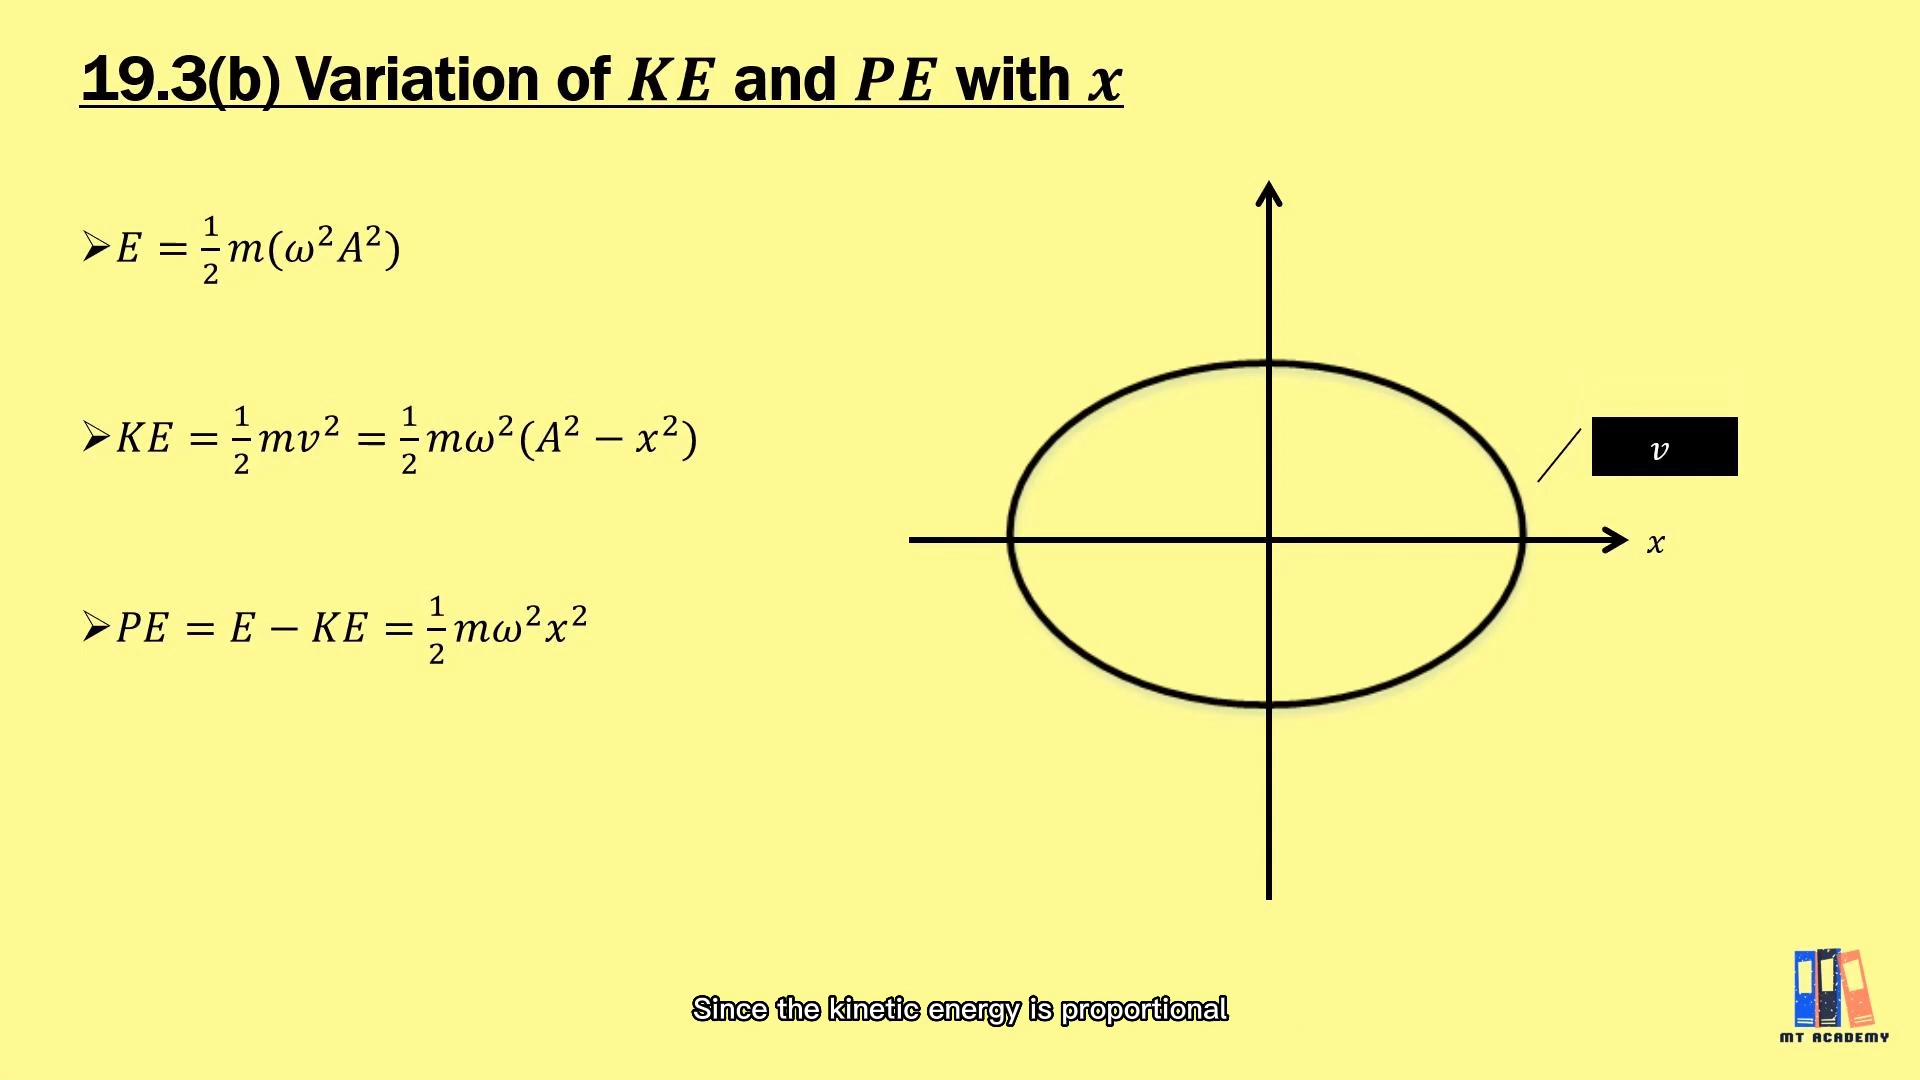 19.3(b) Variation of KE and PE with x
➢E = 1/2 m(ω²A²)
➢KE = 1/2 mv² = 1/2 mω²(A² − x²)
➢PE = E − KE = 1/2 mω²x²
v
x
Since the kinetic energy is proportional
MT ACADEMY